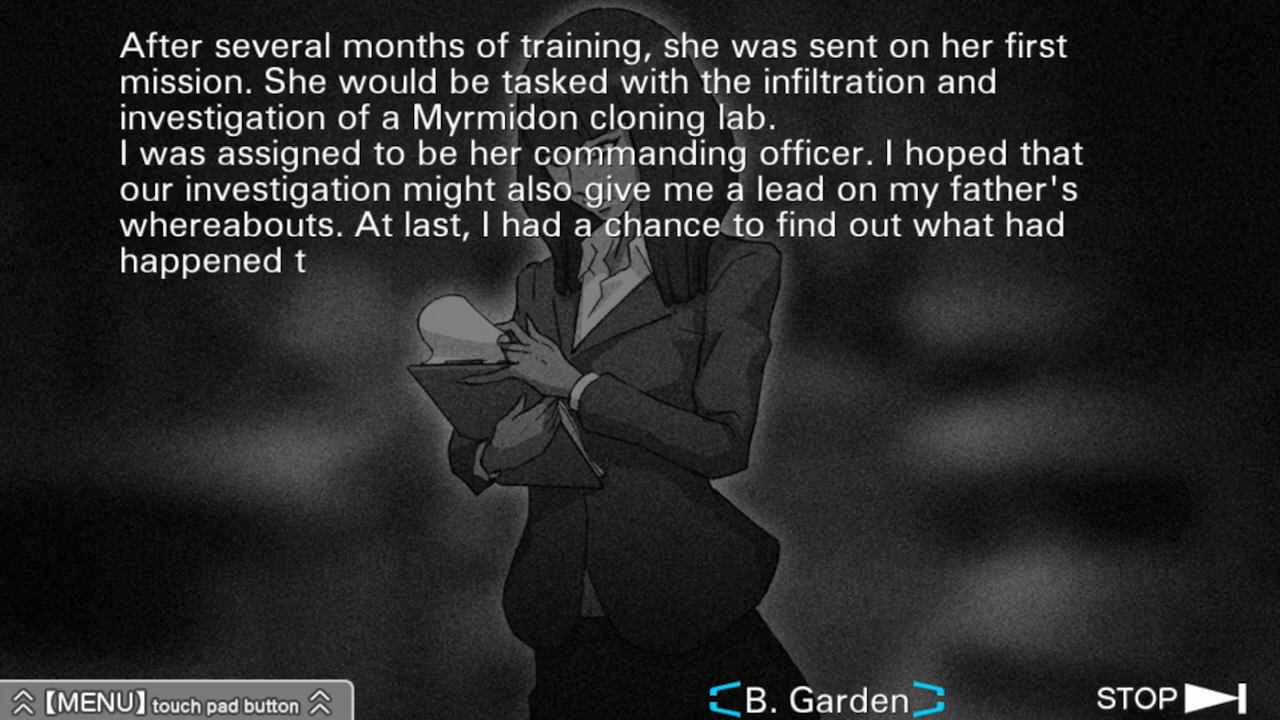 After several months of training, she was sent on her first
mission. She would be tasked with the infiltration and
investigation of a Myrmidon cloning lab.
I was assigned to be her commanding officer. I hoped that
our investigation might also give me a lead on my father's
whereabouts. At last, I had a chance to find out what had
happened t
【MENU】touch pad button
B. Garden
STOP